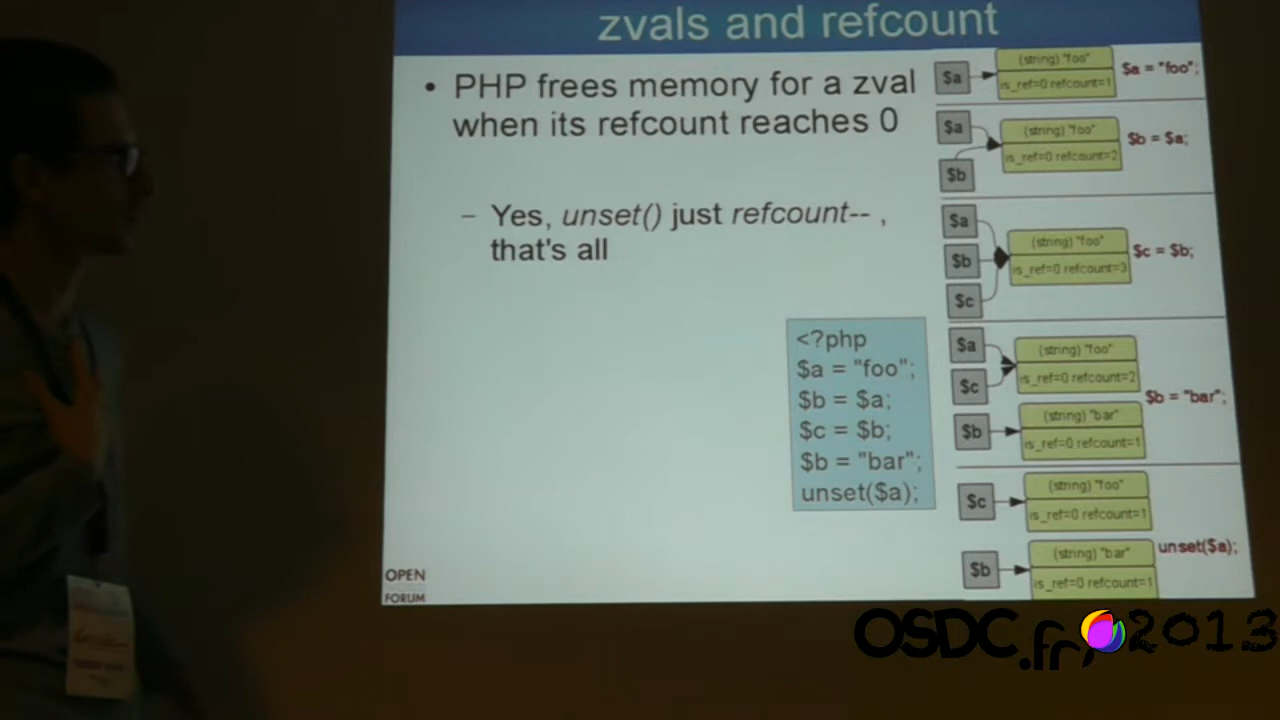 zvals and refcount
• PHP frees memory for a zval
when its refcount reaches 0
– Yes, unset() just refcount-- ,
that's all
<?php
$a = "foo";
$b = $a;
$c = $b;
$b = "bar";
unset($a);
$a
(string) "foo"
is_ref=0 refcount=1
$a = "foo";
$a
$b
(string) "foo"
is_ref=0 refcount=2
$b = $a;
$a
$b
$c
(string) "foo"
is_ref=0 refcount=3
$c = $b;
$a
$c
(string) "foo"
is_ref=0 refcount=2
$b = "bar";
$b
(string) "bar"
is_ref=0 refcount=1
$c
(string) "foo"
is_ref=0 refcount=1
unset($a);
$b
(string) "bar"
is_ref=0 refcount=1
OPEN
FORUM
OSDC.fr 2013